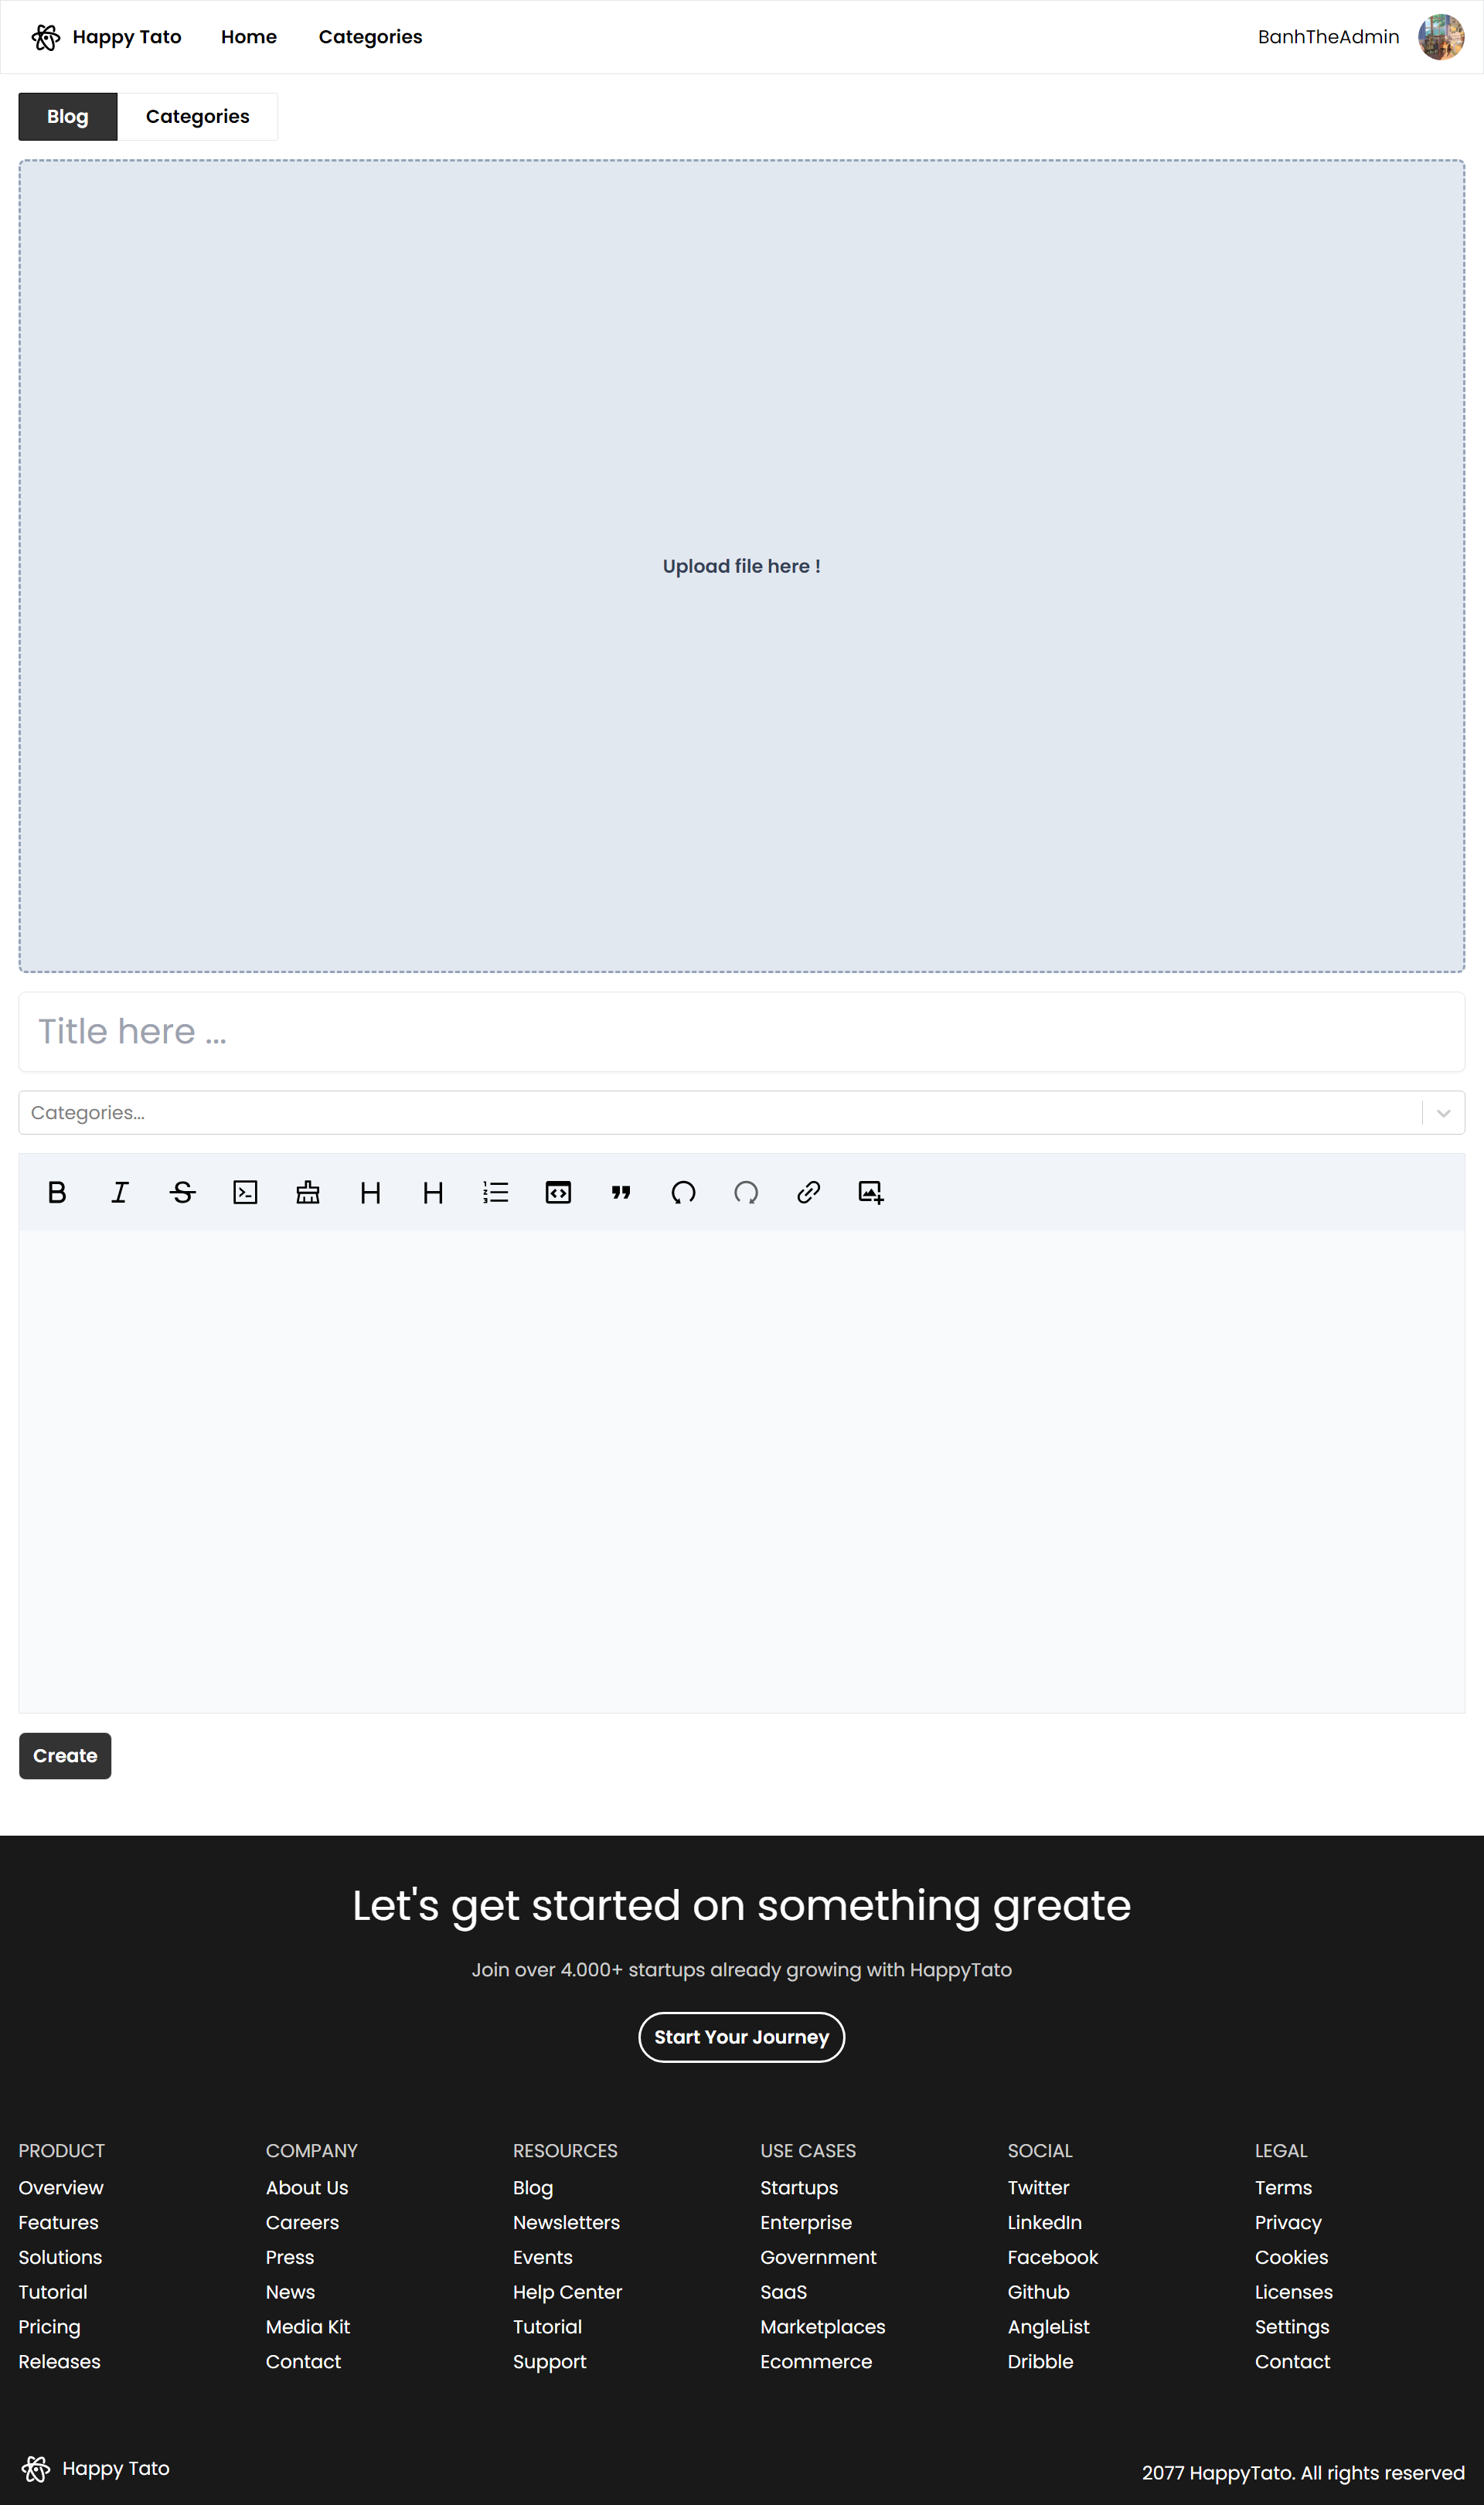 Happy Tato Home Categories BanhTheAdmin
Blog Categories
Upload file here !
Title here ...
Categories...
Create
Let's get started on something greate
Join over 4.000+ startups already growing with HappyTato
Start Your Journey
PRODUCT COMPANY RESOURCES USE CASES SOCIAL LEGAL
Overview About Us Blog Startups Twitter Terms
Features Careers Newsletters Enterprise LinkedIn Privacy
Solutions Press Events Government Facebook Cookies
Tutorial News Help Center SaaS Github Licenses
Pricing Media Kit Tutorial Marketplaces AngleList Settings
Releases Contact Support Ecommerce Dribble Contact
Happy Tato 2077 HappyTato. All rights reserved